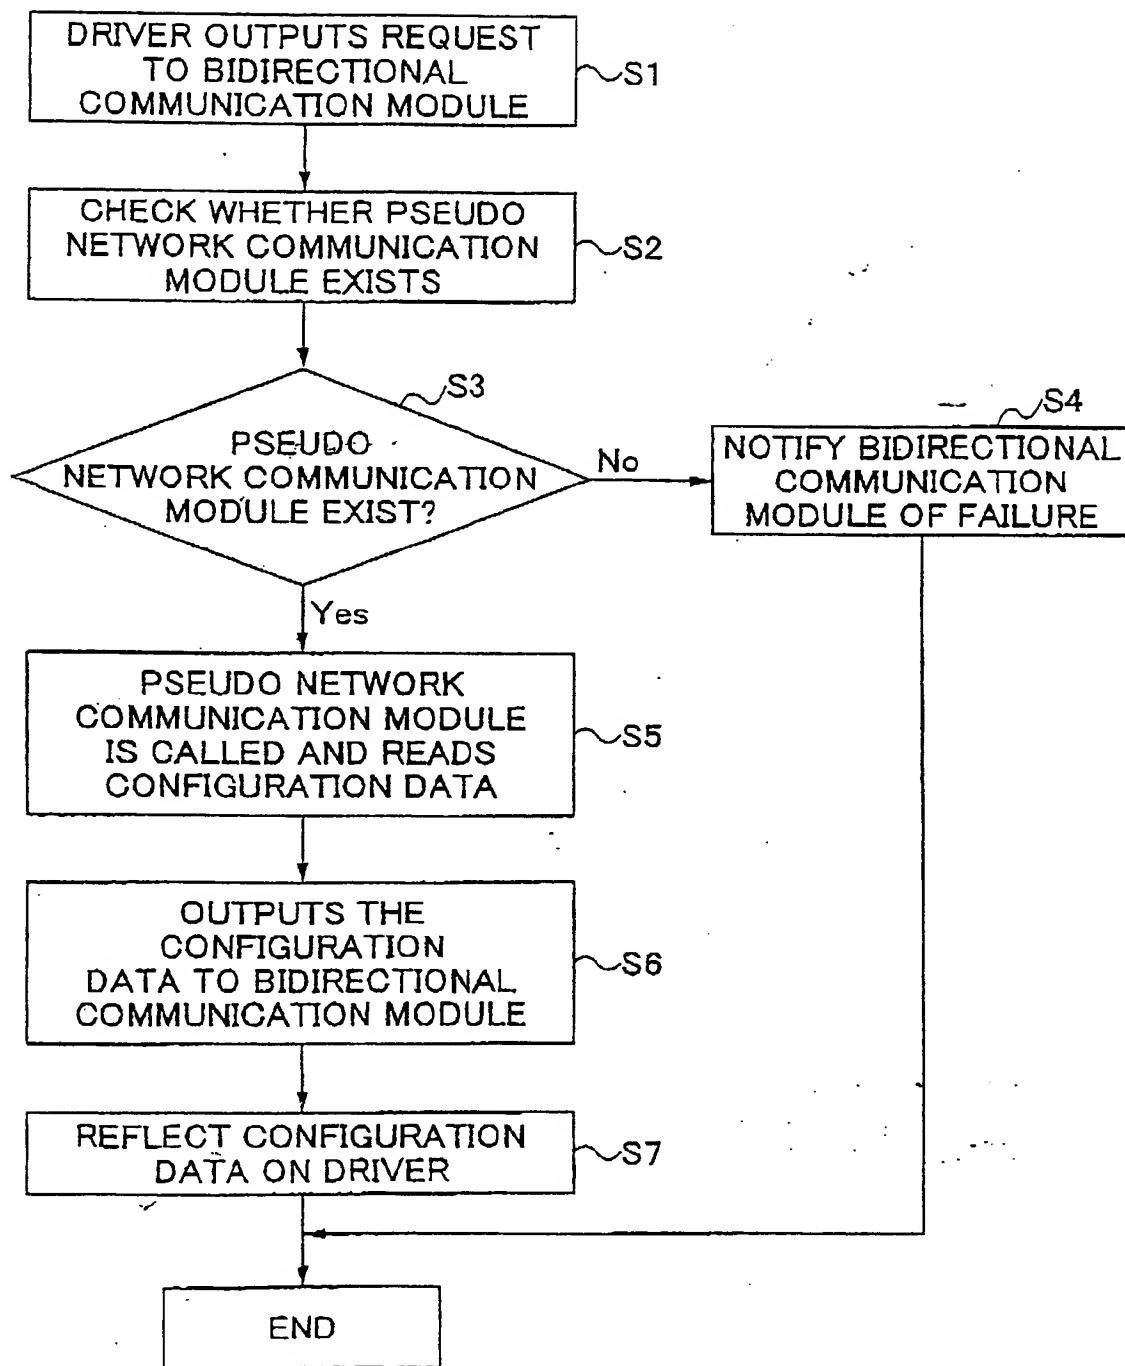 DRIVER OUTPUTS REQUEST
TO BIDIRECTIONAL
COMMUNICATION MODULE
S1
CHECK WHETHER PSEUDO
NETWORK COMMUNICATION
MODULE EXISTS
S2
S3
PSEUDO
NETWORK COMMUNICATION
MODULE EXIST?
No
S4
NOTIFY BIDIRECTIONAL
COMMUNICATION
MODULE OF FAILURE
Yes
PSEUDO NETWORK
COMMUNICATION MODULE
IS CALLED AND READS
CONFIGURATION DATA
S5
OUTPUTS THE
CONFIGURATION
DATA TO BIDIRECTIONAL
COMMUNICATION MODULE
S6
REFLECT CONFIGURATION
DATA ON DRIVER
S7
END